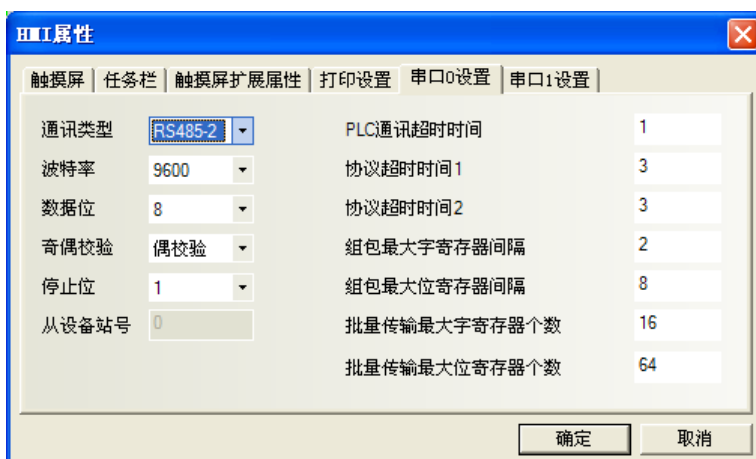 HMI属性
触摸屏 任务栏 触摸屏扩展属性 打印设置 串口0设置 串口1设置
通讯类型 RS485-2 PLC通讯超时时间 1
波特率 9600 协议超时时间1 3
数据位 8 协议超时时间2 3
奇偶校验 偶校验 组包最大字寄存器间隔 2
停止位 1 组包最大位寄存器间隔 8
从设备站号 0 批量传输最大字寄存器个数 16
批量传输最大位寄存器个数 64
确定 取消